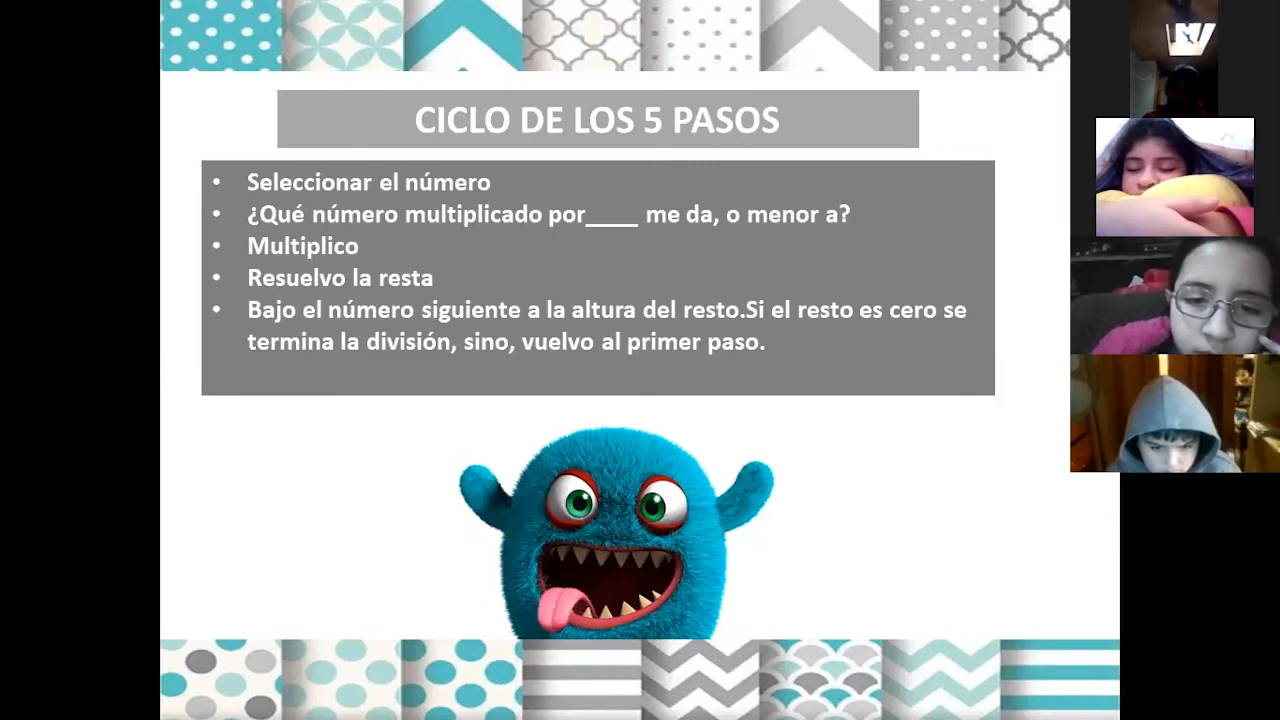 CICLO DE LOS 5 PASOS
• Seleccionar el número
• ¿Qué número multiplicado por____ me da, o menor a?
• Multiplico
• Resuelvo la resta
• Bajo el número siguiente a la altura del resto.Si el resto es cero se
termina la división, sino, vuelvo al primer paso.